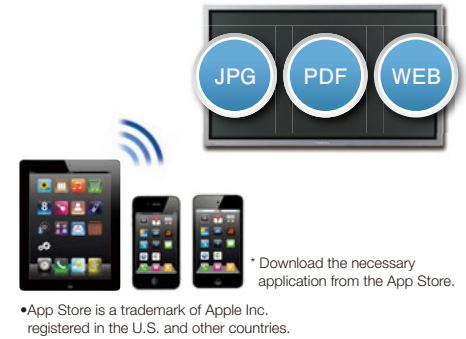 JPG PDF WEB
* Download the necessary
application from the App Store.
•App Store is a trademark of Apple Inc.
registered in the U.S. and other countries.